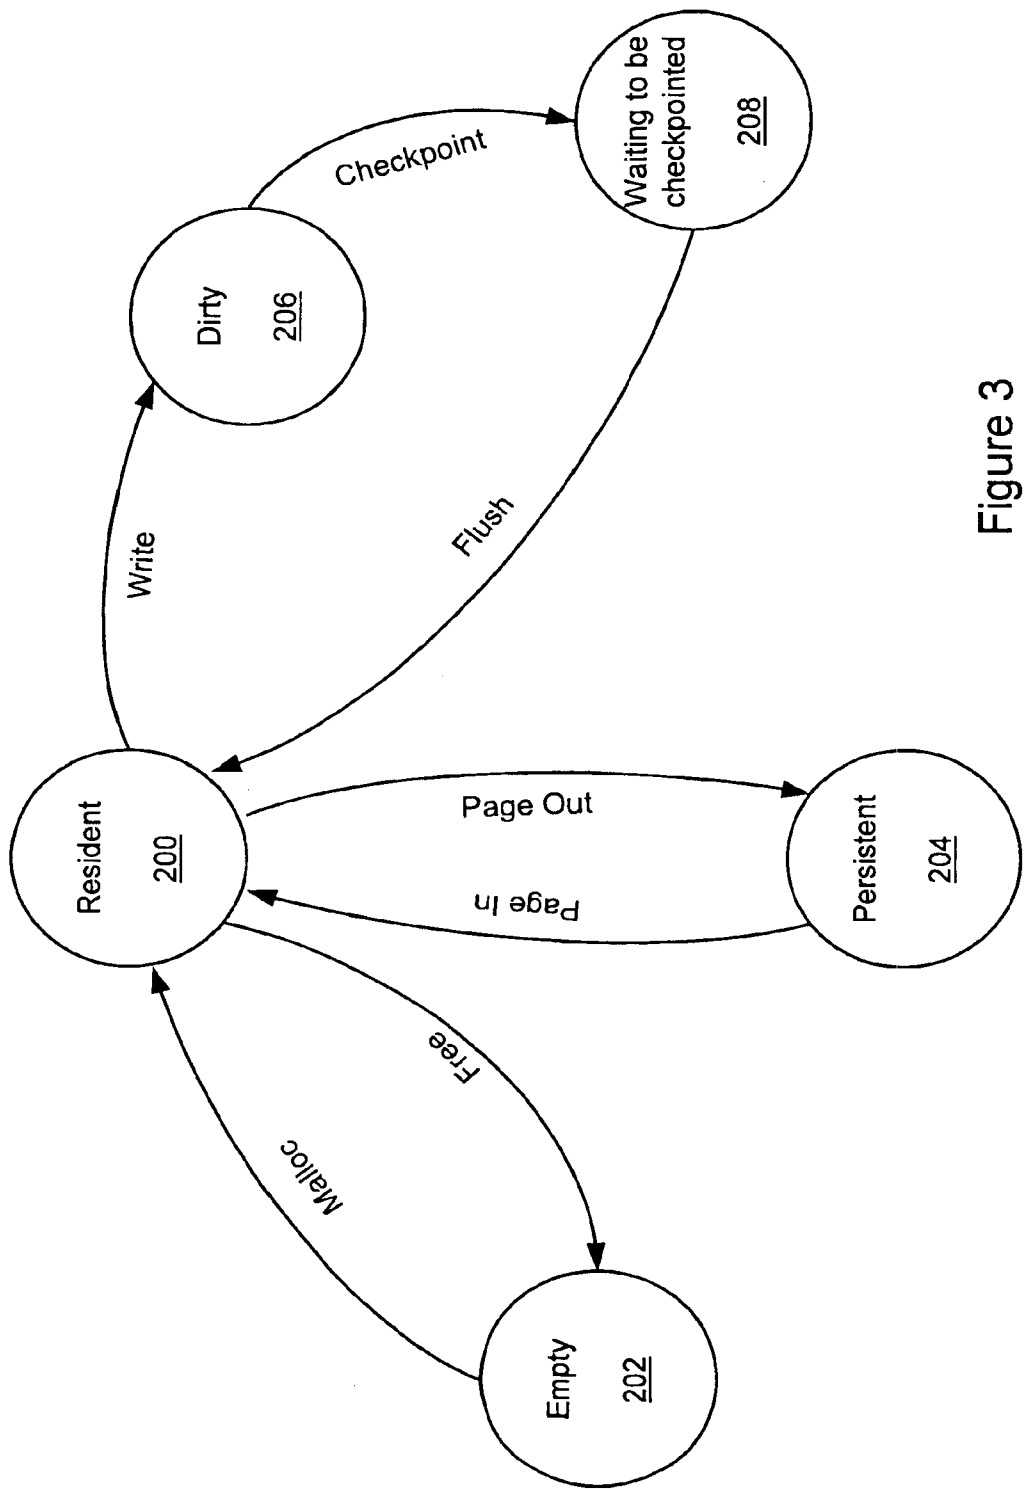 Resident
200
Write
Dirty
206
Checkpoint
Waiting to be
checkpointed
208
Flush
Page Out
Page In
Persistent
204
Free
Malloc
Empty
202
Figure 3